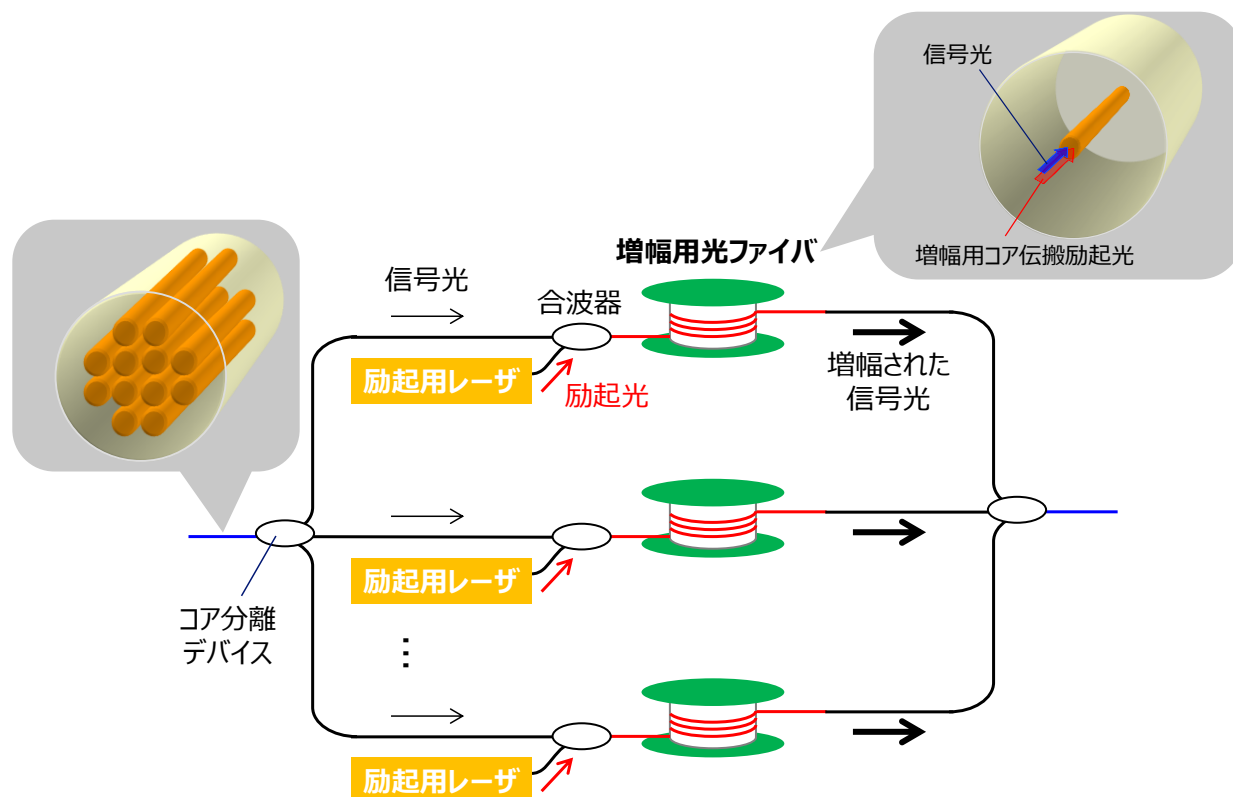 信号光
増幅用コア伝搬励起光
増幅用光ファイバ
信号光
合波器
励起用レーザ
励起光
増幅された
信号光
励起用レーザ
コア分離
デバイス
⋮
励起用レーザ